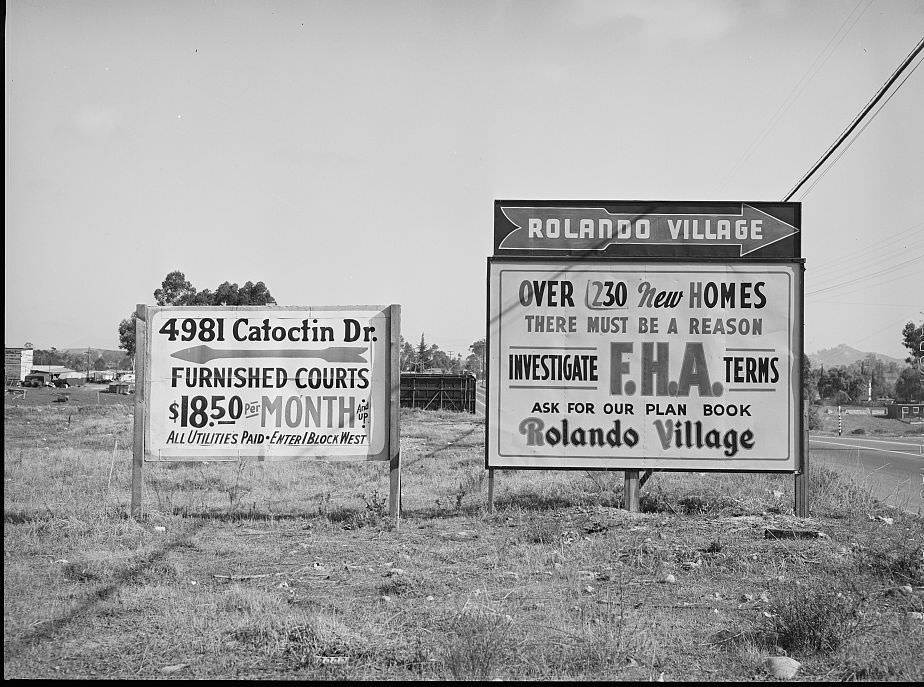 4981 Catoctin Dr.
FURNISHED COURTS
$18.50 Per MONTH And up
ALL UTILITIES PAID • ENTER 1 BLOCK WEST
ROLANDO VILLAGE
OVER 230 New HOMES
THERE MUST BE A REASON
INVESTIGATE F.H.A. TERMS
ASK FOR OUR PLAN BOOK
Rolando Village